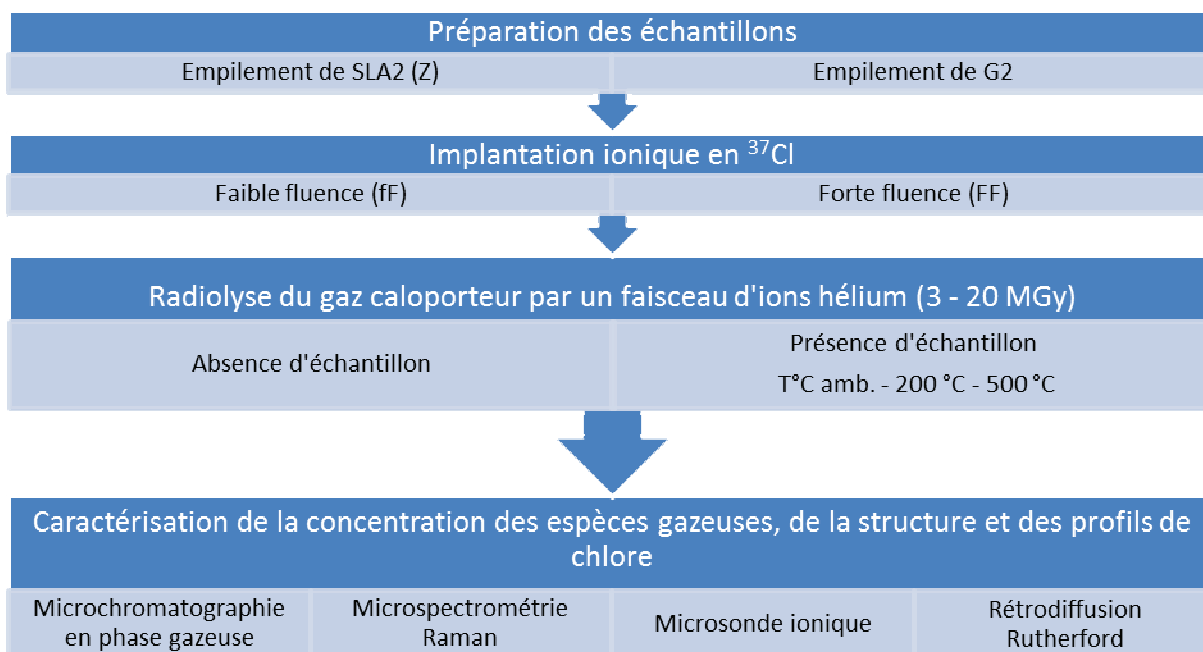 Préparation des échantillons
Empilement de SLA2 (Z)
Empilement de G2
Implantation ionique en ³⁷Cl
Faible fluence (fF)
Forte fluence (FF)
Radiolyse du gaz caloporteur par un faisceau d'ions hélium (3 - 20 MGy)
Absence d'échantillon
Présence d'échantillon
T°C amb. - 200 °C - 500 °C
Caractérisation de la concentration des espèces gazeuses, de la structure et des profils de
chlore
Microchromatographie
en phase gazeuse
Microspectrométrie
Raman
Microsonde ionique
Rétrodiffusion
Rutherford